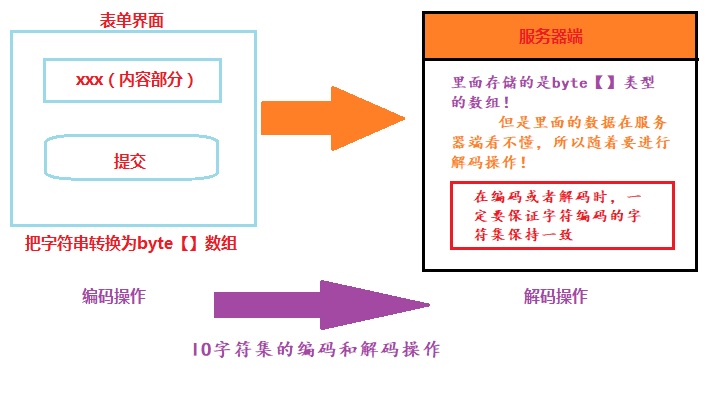 表单界面
xxx（内容部分）
提交
把字符串转换为byte【】数组
服务器端
里面存储的是byte【】类型
的数组！
但是里面的数据在服务
器端看不懂，所以随着要进行
解码操作！
在编码或者解码时，一
定要保证字符编码的字
符集保持一致
编码操作
解码操作
IO字符集的编码和解码操作